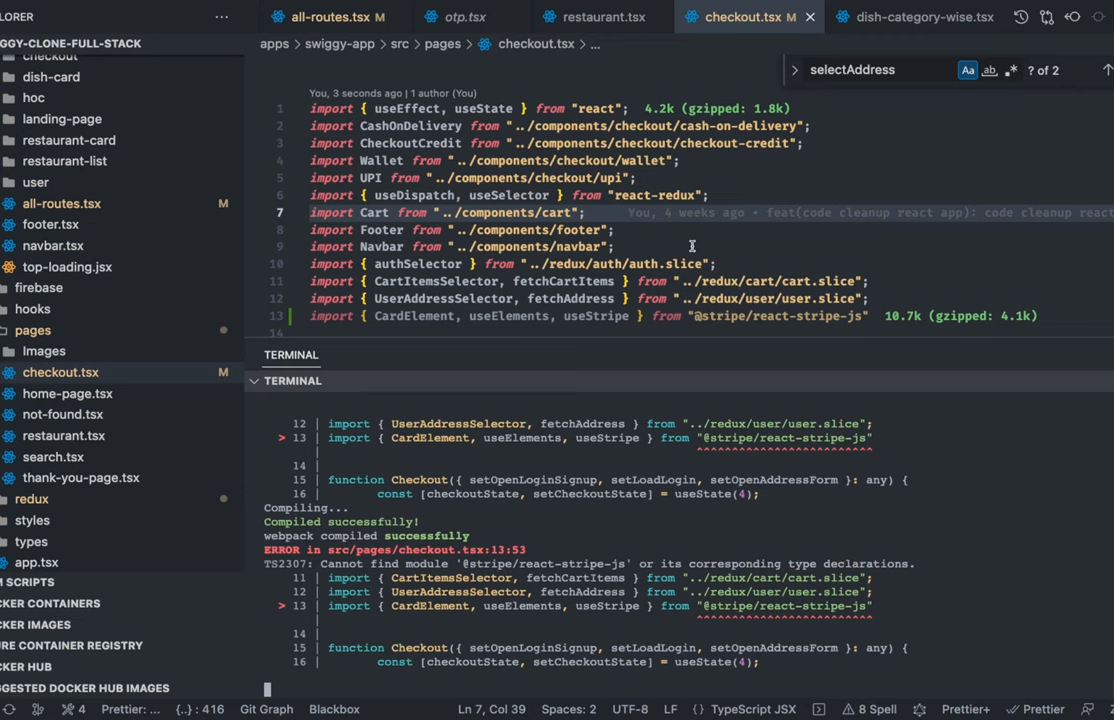 LORER ...
all-routes.tsx M otp.tsx restaurant.tsx checkout.tsx M × dish-category-wise.tsx
GGY-CLONE-FULL-STACK
checkout
dish-card
hoc
landing-page
restaurant-card
restaurant-list
user
all-routes.tsx M
footer.tsx
navbar.tsx
top-loading.jsx
firebase
hooks
pages
Images
checkout.tsx M
home-page.tsx
not-found.tsx
restaurant.tsx
search.tsx
thank-you-page.tsx
redux
styles
types
app.tsx
M SCRIPTS
CKER CONTAINERS
CKER IMAGES
URE CONTAINER REGISTRY
CKER HUB
GGESTED DOCKER HUB IMAGES
apps > swiggy-app > src > pages > checkout.tsx > ...
> selectAddress Aa ab .* ? of 2 ↑
You, 3 seconds ago | 1 author (You)
1 import { useEffect, useState } from "react"; 4.2k (gzipped: 1.8k)
2 import CashOnDelivery from "../components/checkout/cash-on-delivery";
3 import CheckoutCredit from "../components/checkout/checkout-credit";
4 import Wallet from "../components/checkout/wallet";
5 import UPI from "../components/checkout/upi";
6 import { useDispatch, useSelector } from "react-redux";
7 import Cart from "../components/cart"; You, 4 weeks ago • feat(code cleanup react app): code cleanup react
8 import Footer from "../components/footer";
9 import Navbar from "../components/navbar";
10 import { authSelector } from "../redux/auth/auth.slice";
11 import { CartItemsSelector, fetchCartItems } from "../redux/cart/cart.slice";
12 import { UserAddressSelector, fetchAddress } from "../redux/user/user.slice";
13 import { CardElement, useElements, useStripe } from "@stripe/react-stripe-js" 10.7k (gzipped: 4.1k)
14
TERMINAL
TERMINAL
12 | import { UserAddressSelector, fetchAddress } from "../redux/user/user.slice";
> 13 | import { CardElement, useElements, useStripe } from "@stripe/react-stripe-js"
| ^^^^^^^^^^^^^^^^^^^^^^^^^
14 |
15 | function Checkout({ setOpenLoginSignup, setLoadLogin, setOpenAddressForm }: any) {
16 | const [checkoutState, setCheckoutState] = useState(4);
Compiling...
Compiled successfully!
webpack compiled successfully
ERROR in src/pages/checkout.tsx:13:53
TS2307: Cannot find module '@stripe/react-stripe-js' or its corresponding type declarations.
11 | import { CartItemsSelector, fetchCartItems } from "../redux/cart/cart.slice";
12 | import { UserAddressSelector, fetchAddress } from "../redux/user/user.slice";
> 13 | import { CardElement, useElements, useStripe } from "@stripe/react-stripe-js"
| ^^^^^^^^^^^^^^^^^^^^^^^^^
14 |
15 | function Checkout({ setOpenLoginSignup, setLoadLogin, setOpenAddressForm }: any) {
16 | const [checkoutState, setCheckoutState] = useState(4);
4 Prettier: ... {..} : 416 Git Graph Blackbox Ln 7, Col 39 Spaces: 2 UTF-8 LF {} TypeScript JSX 8 Spell Prettier+ Prettier